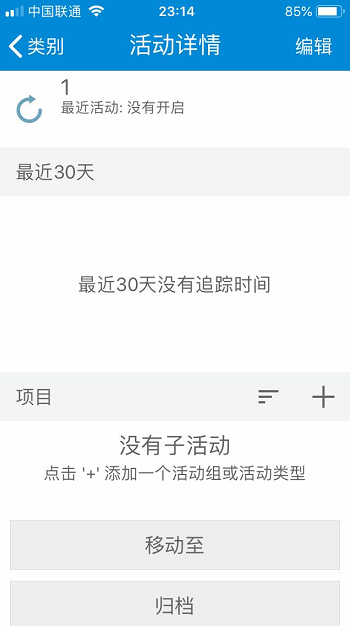 中国联通 23:14 85%
类别 活动详情 编辑
1
最近活动: 没有开启
最近30天
最近30天没有追踪时间
项目
没有子活动
点击 '+' 添加一个活动组或活动类型
移动至
归档